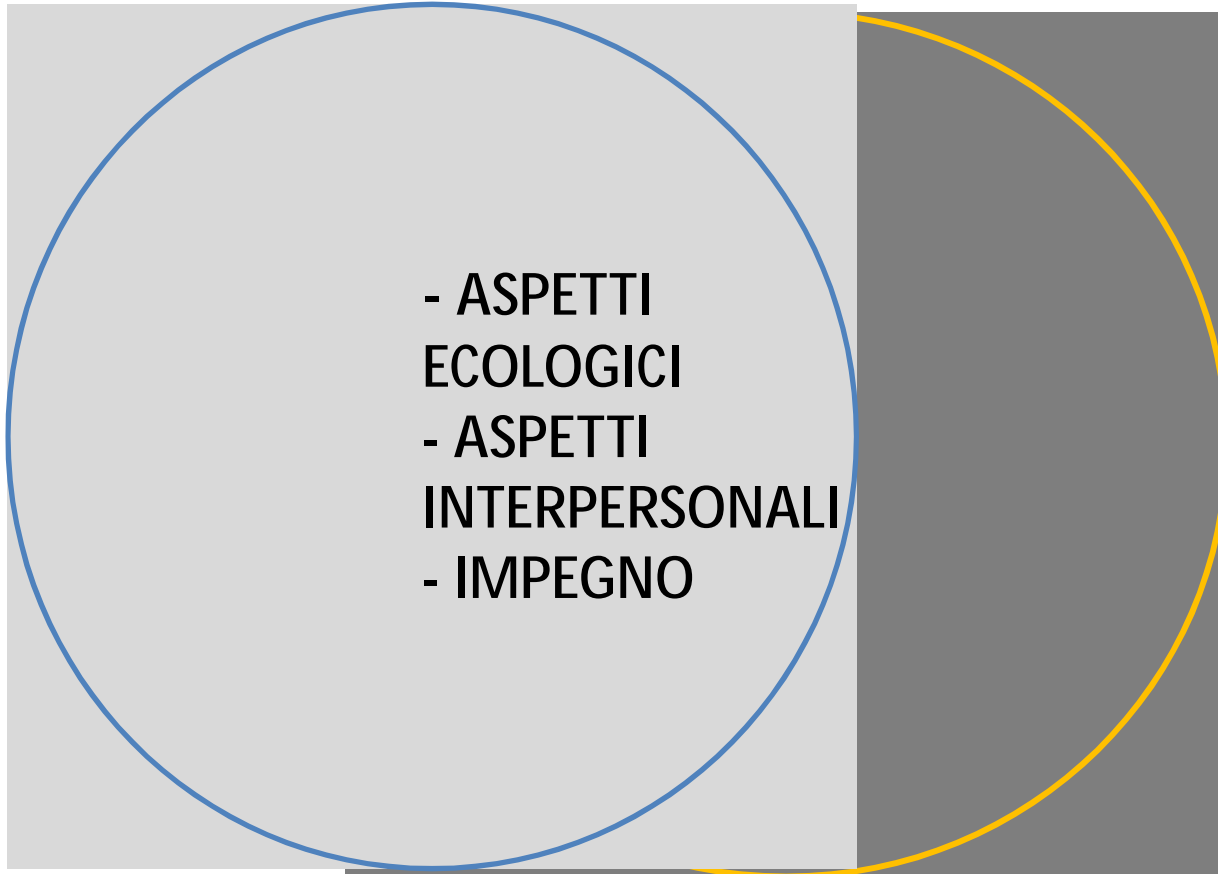 - ASPETTI
ECOLOGICI
- ASPETTI
INTERPERSONALI
- IMPEGNO